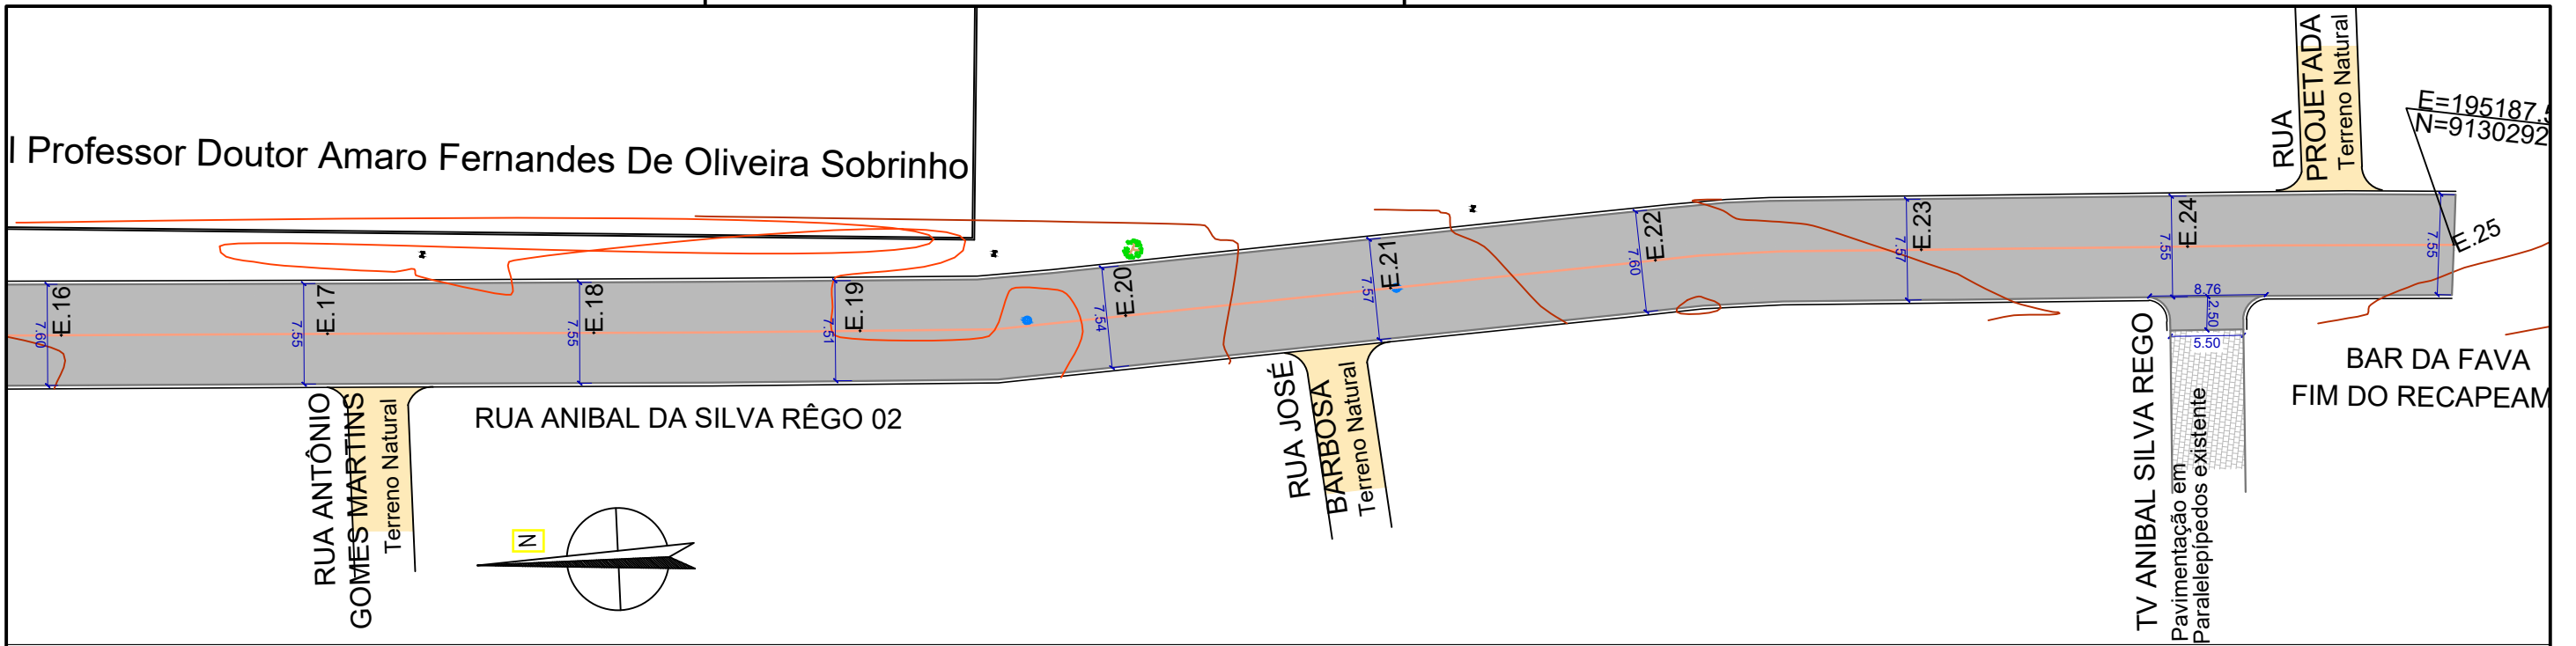 l Professor Doutor Amaro Fernandes De Oliveira Sobrinho
RUA
PROJETADA
Terreno Natural
E=195187.5
N=9130292
E.16
E.17
E.18
E.19
E.20
E.21
E.22
E.23
E.24
E.25
7.60
7.55
7.55
7.51
7.54
7.57
7.60
7.57
7.55
7.55
8.76
2.50
5.50
RUA ANTÔNIO
GOMES MARTINS
Terreno Natural
RUA ANIBAL DA SILVA RÊGO 02
N
RUA JOSÉ
BARBOSA
Terreno Natural
TV ANIBAL SILVA REGO
Pavimentação em
Paralelepípedos existente
BAR DA FAVA
FIM DO RECAPEAM